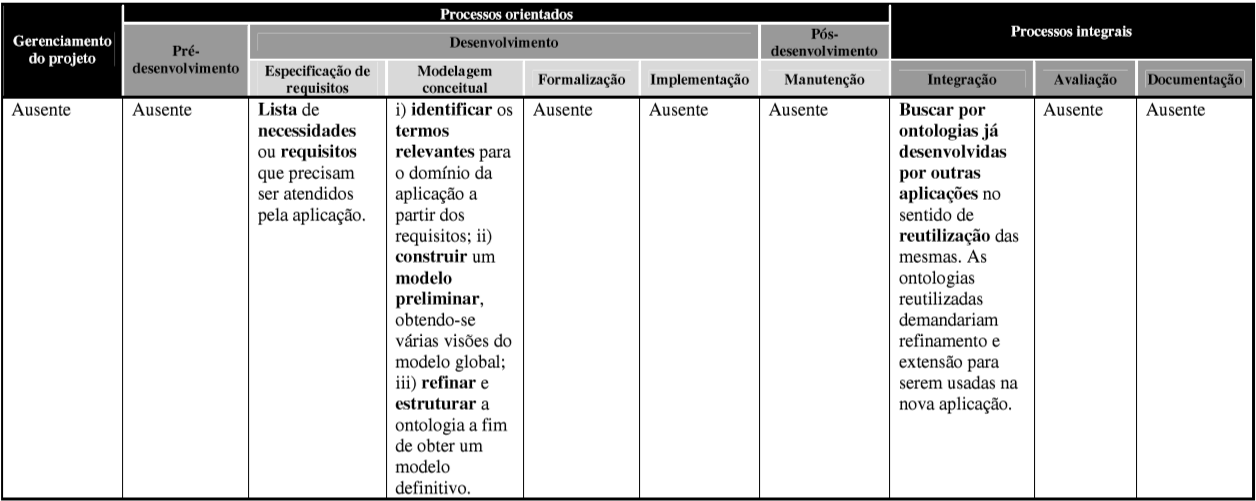 Gerenciamento
do projeto
Processos orientados
Processos integrais
Pré-
desenvolvimento
Desenvolvimento
Pós-
desenvolvimento
Especificação de
requisitos
Modelagem
conceitual
Formalização
Implementação
Manutenção
Integração
Avaliação
Documentação
Ausente
Ausente
Lista de
necessidades
ou requisitos
que precisam
ser atendidos
pela aplicação.
i) identificar os
termos
relevantes para
o domínio da
aplicação a
partir dos
requisitos; ii)
construir um
modelo
preliminar,
obtendo-se
várias visões do
modelo global;
iii) refinar e
estruturar a
ontologia a fim
de obter um
modelo
definitivo.
Ausente
Ausente
Ausente
Buscar por
ontologias já
desenvolvidas
por outras
aplicações no
sentido de
reutilização das
mesmas. As
ontologias
reutilizadas
demandariam
refinamento e
extensão para
serem usadas na
nova aplicação.
Ausente
Ausente